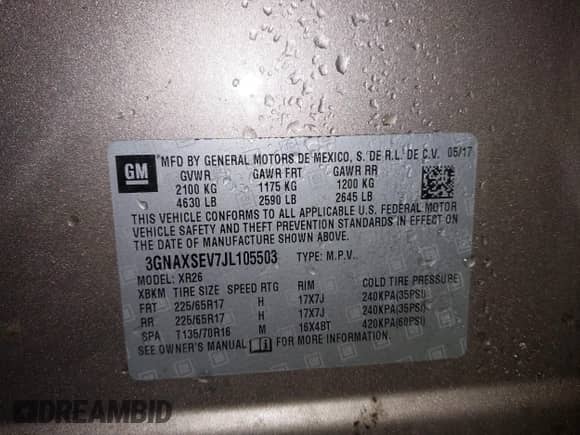 GM
MFD BY GENERAL MOTORS DE MEXICO, S. DE R.L. DE C.V. 05/17
GVWR GAWR FRT GAWR RR
2100 KG 1175 KG 1200 KG
4630 LB 2590 LB 2645 LB
THIS VEHICLE CONFORMS TO ALL APPLICABLE U.S. FEDERAL MOTOR
VEHICLE SAFETY AND THEFT PREVENTION STANDARDS IN EFFECT ON THE
DATE OF MANUFACTURE SHOWN ABOVE.
3GNAXSEV7JL105503 TYPE: M.P.V.
MODEL: XR26
XBKM TIRE SIZE SPEED RTG RIM COLD TIRE PRESSURE
FRT 225/65R17 H 17X7J 240KPA(35PSI)
RR 225/65R17 H 17X7J 240KPA(35PSI)
SPA T135/70R16 M 16X4BT 420KPA(60PSI)
SEE OWNER'S MANUAL FOR MORE INFORMATION
DREAMBID